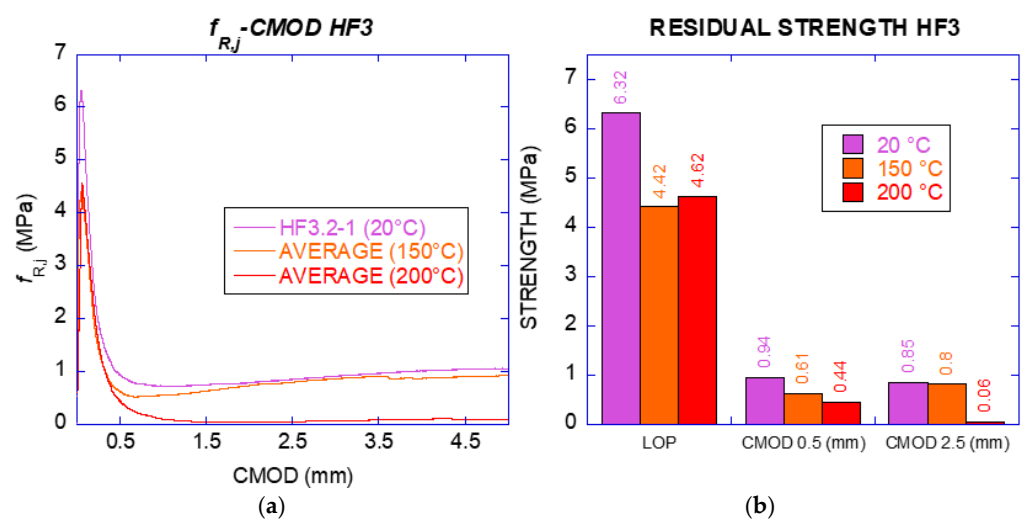 f R,j-CMOD HF3
7
6
5
4
3
2
1
0
f R,j (MPa)
HF3.2-1 (20°C)
AVERAGE (150°C)
AVERAGE (200°C)
0.5 1.5 2.5 3.5 4.5
CMOD (mm)
(a)
RESIDUAL STRENGTH HF3
7
6
5
4
3
2
1
0
STRENGTH (MPa)
20 °C
150 °C
200 °C
6.32
4.42
4.62
0.94
0.61
0.44
0.85
0.8
0.06
LOP CMOD 0.5 (mm) CMOD 2.5 (mm)
(b)